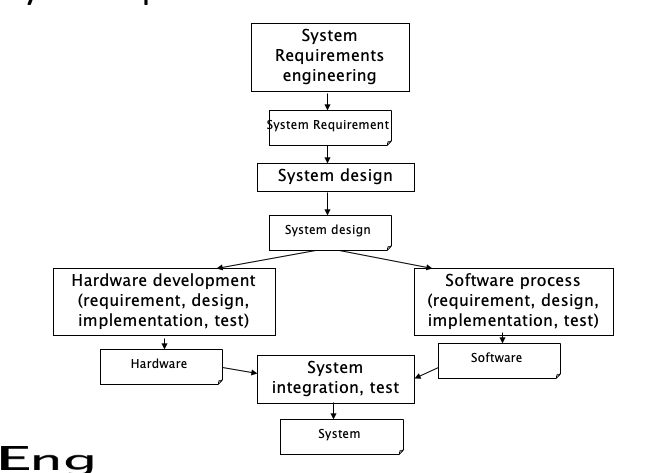 System
Requirements
engineering
System Requirement
System design
System design
Hardware development
(requirement, design,
implementation, test)
Software process
(requirement, design,
implementation, test)
Hardware
Software
System
integration, test
System
Eng